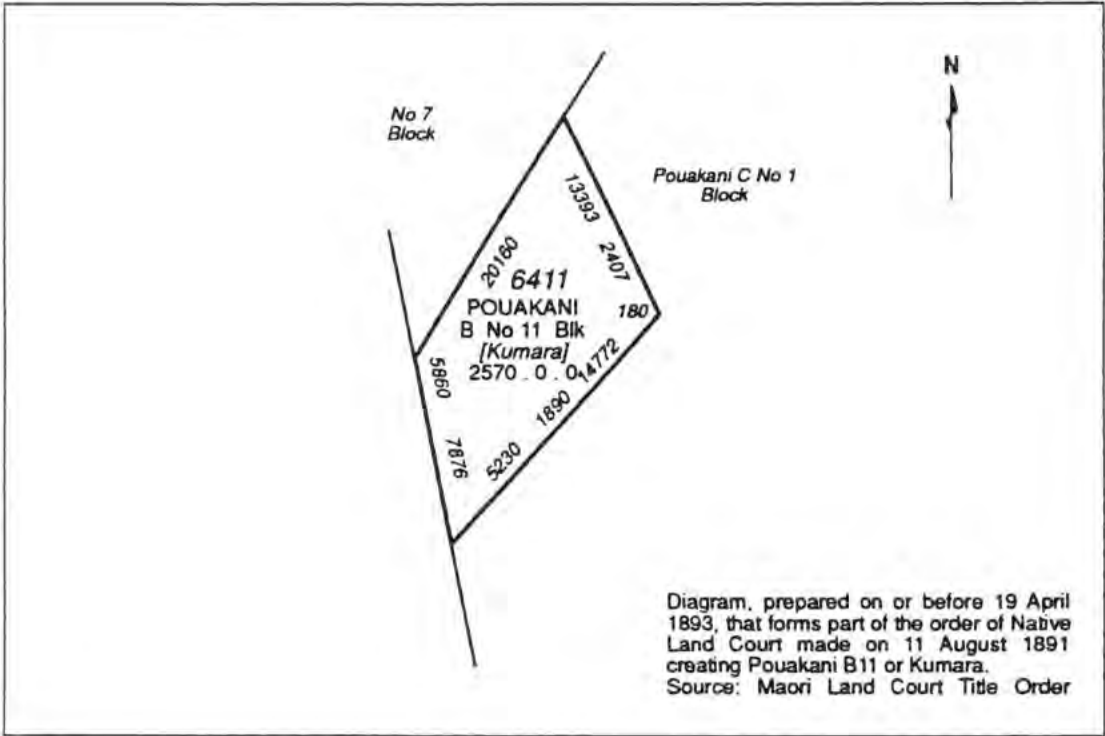 N
No 7
Block
Pouakani C No 1
Block
13393
2407
20160
6411
POUAKANI
180
B No 11 Blk
[Kumara]
2570 . 0 . 0
14772
5860
1890
7876
5230
Diagram, prepared on or before 19 April
1893, that forms part of the order of Native
Land Court made on 11 August 1891
creating Pouakani B11 or Kumara.
Source: Maori Land Court Title Order